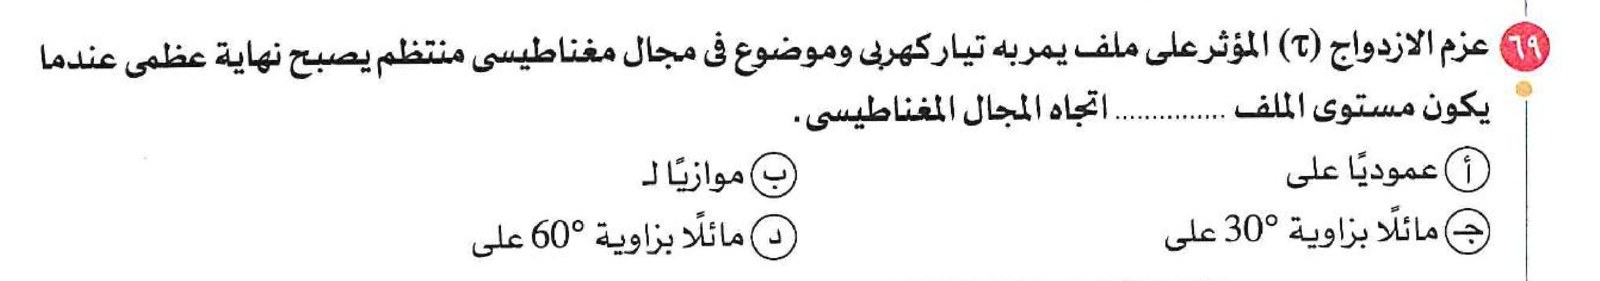 ٦٩ عزم الازدواج (τ) المؤثر على ملف يمر به تيار كهربى وموضوع فى مجال مغناطيسى منتظم يصبح نهاية عظمى عندما
يكون مستوى الملف ............... اتجاه المجال المغناطيسى.
أ عموديًا على
ب موازيًا لـ
جـ مائلًا بزاوية 30° على
د مائلًا بزاوية 60° على